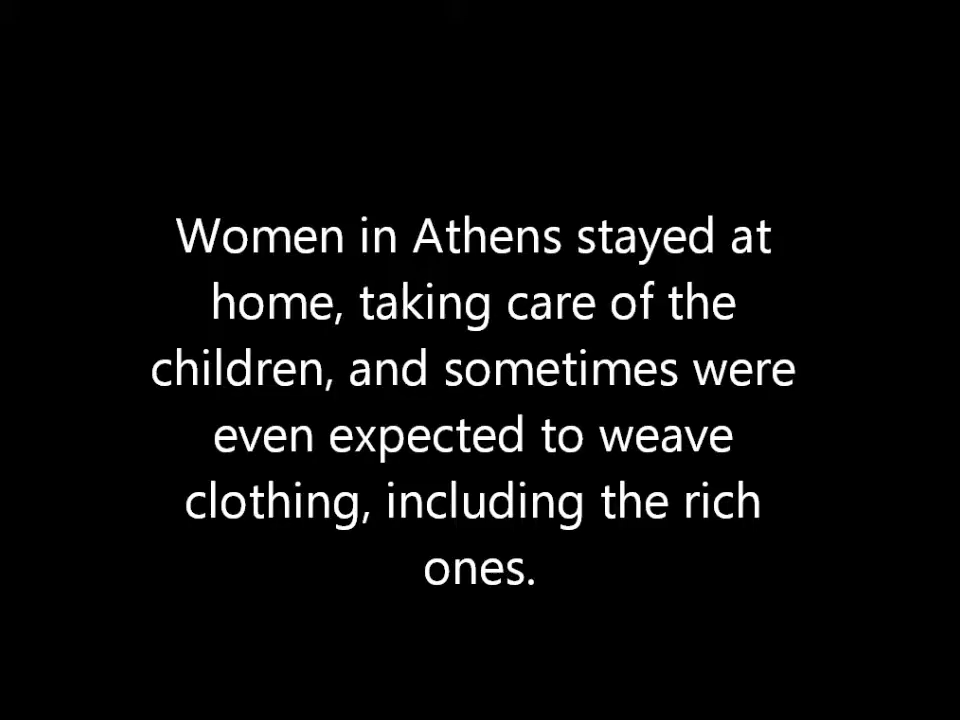 Women in Athens stayed at
home, taking care of the
children, and sometimes were
even expected to weave
clothing, including the rich
ones.